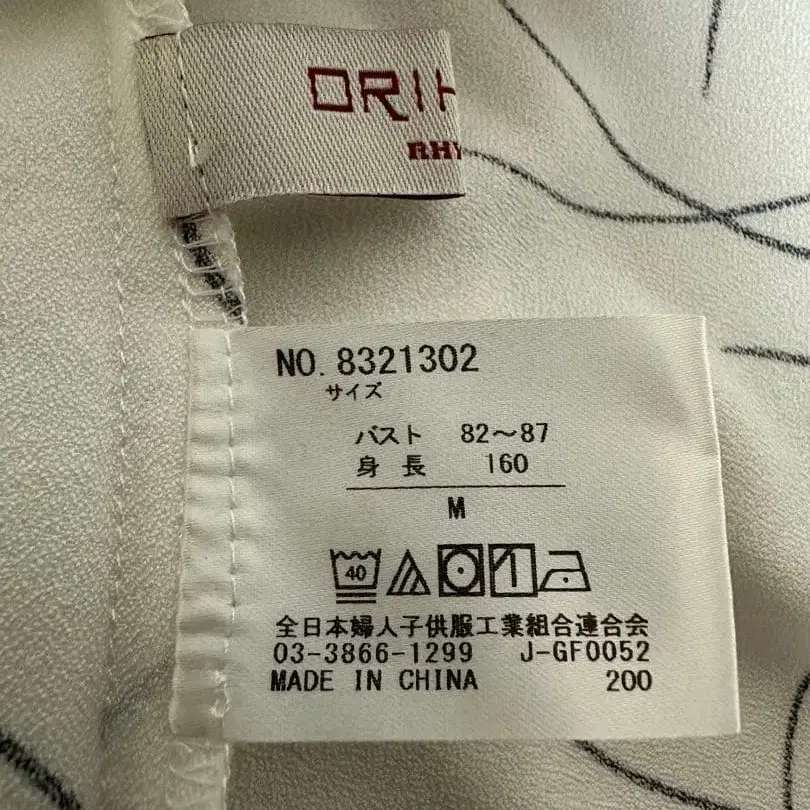 ORI
RHY
NO. 8321302
サイズ
バスト 82～87
身長 160
M
40
全日本婦人子供服工業組合連合会
03-3866-1299 J-GF0052
MADE IN CHINA 200